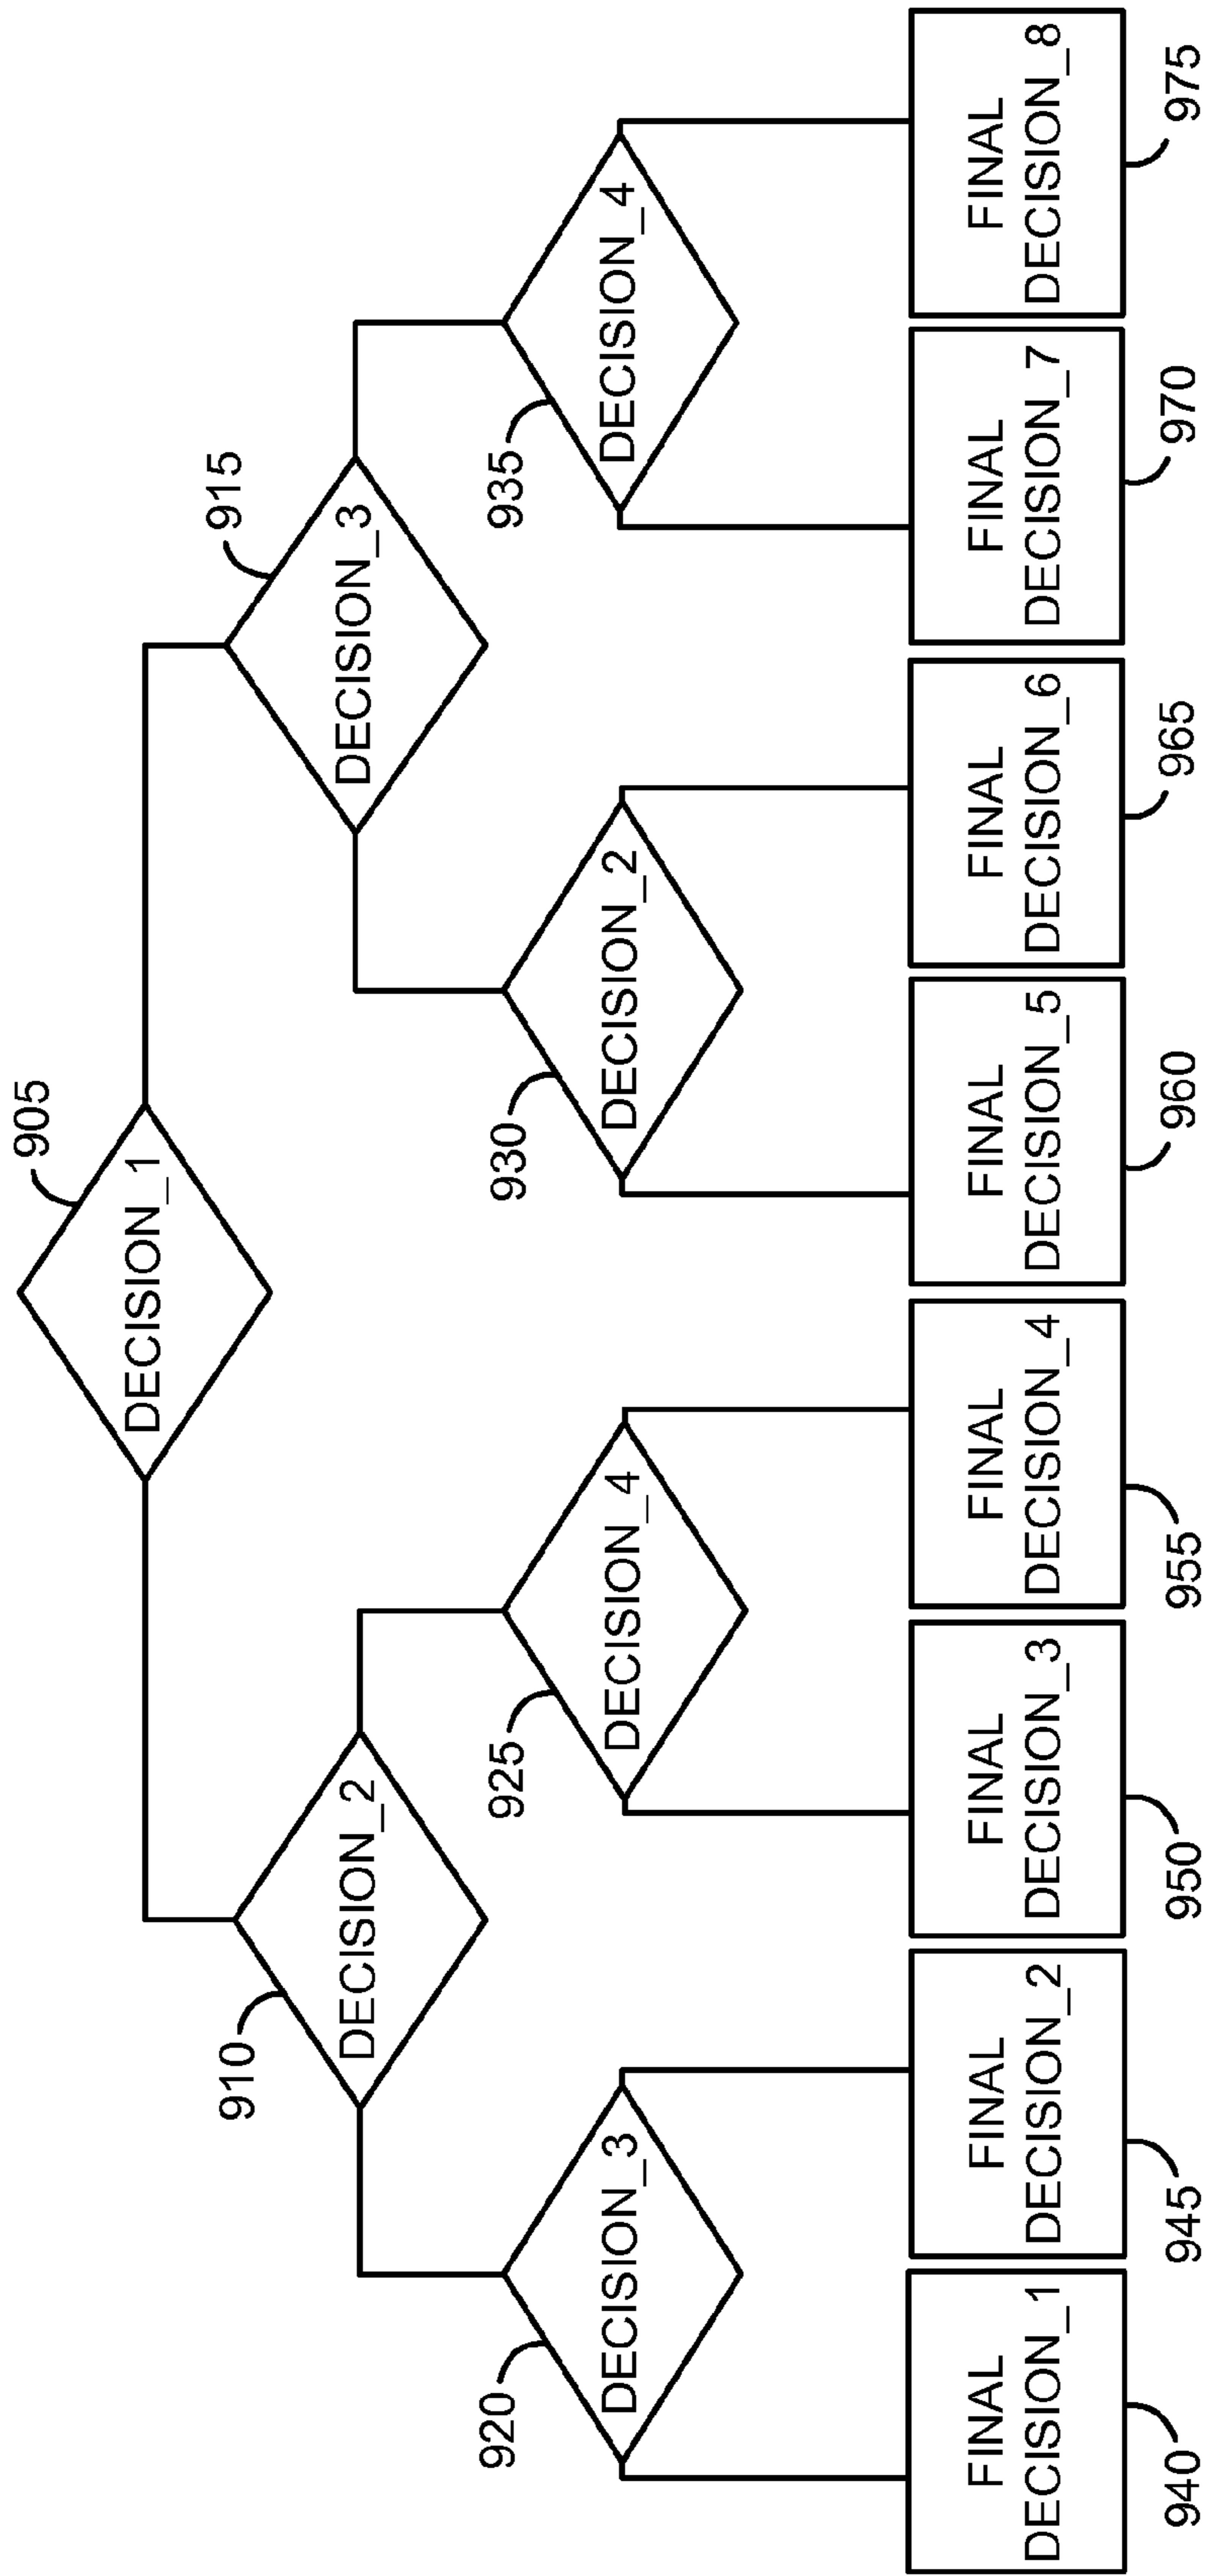 905
DECISION_1
910
DECISION_2
915
DECISION_3
920
DECISION_3
925
DECISION_4
930
DECISION_2
935
DECISION_4
FINAL
DECISION_1
940
FINAL
DECISION_2
945
FINAL
DECISION_3
950
FINAL
DECISION_4
955
FINAL
DECISION_5
960
FINAL
DECISION_6
965
FINAL
DECISION_7
970
FINAL
DECISION_8
975